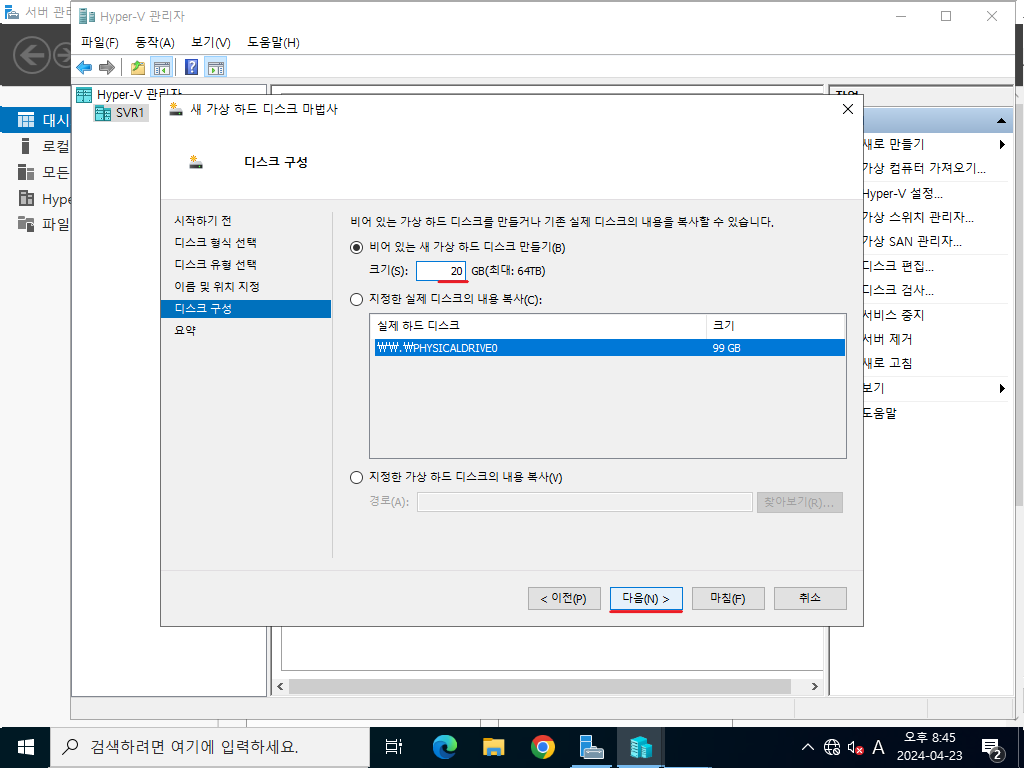 서버 관리
Hyper-V 관리자
파일(F) 동작(A) 보기(V) 도움말(H)
Hyper-V 관리자
SVR1
대시
로컬
모든
Hype
파일
새 가상 하드 디스크 마법사
디스크 구성
시작하기 전
디스크 형식 선택
디스크 유형 선택
이름 및 위치 지정
디스크 구성
요약
비어 있는 가상 하드 디스크를 만들거나 기존 실제 디스크의 내용을 복사할 수 있습니다.
비어 있는 새 가상 하드 디스크 만들기(B)
크기(S): 20 GB(최대: 64TB)
지정한 실제 디스크의 내용 복사(C):
실제 하드 디스크 크기
₩₩.₩PHYSICALDRIVE0 99 GB
지정한 가상 하드 디스크의 내용 복사(V)
경로(A): 찾아보기(R)...
< 이전(P) 다음(N) > 마침(F) 취소
새로 만들기
가상 컴퓨터 가져오기...
Hyper-V 설정...
가상 스위치 관리자...
가상 SAN 관리자...
디스크 편집...
디스크 검사...
서비스 중지
서버 제거
새로 고침
보기
도움말
검색하려면 여기에 입력하세요.
A
오후 8:45
2024-04-23
2